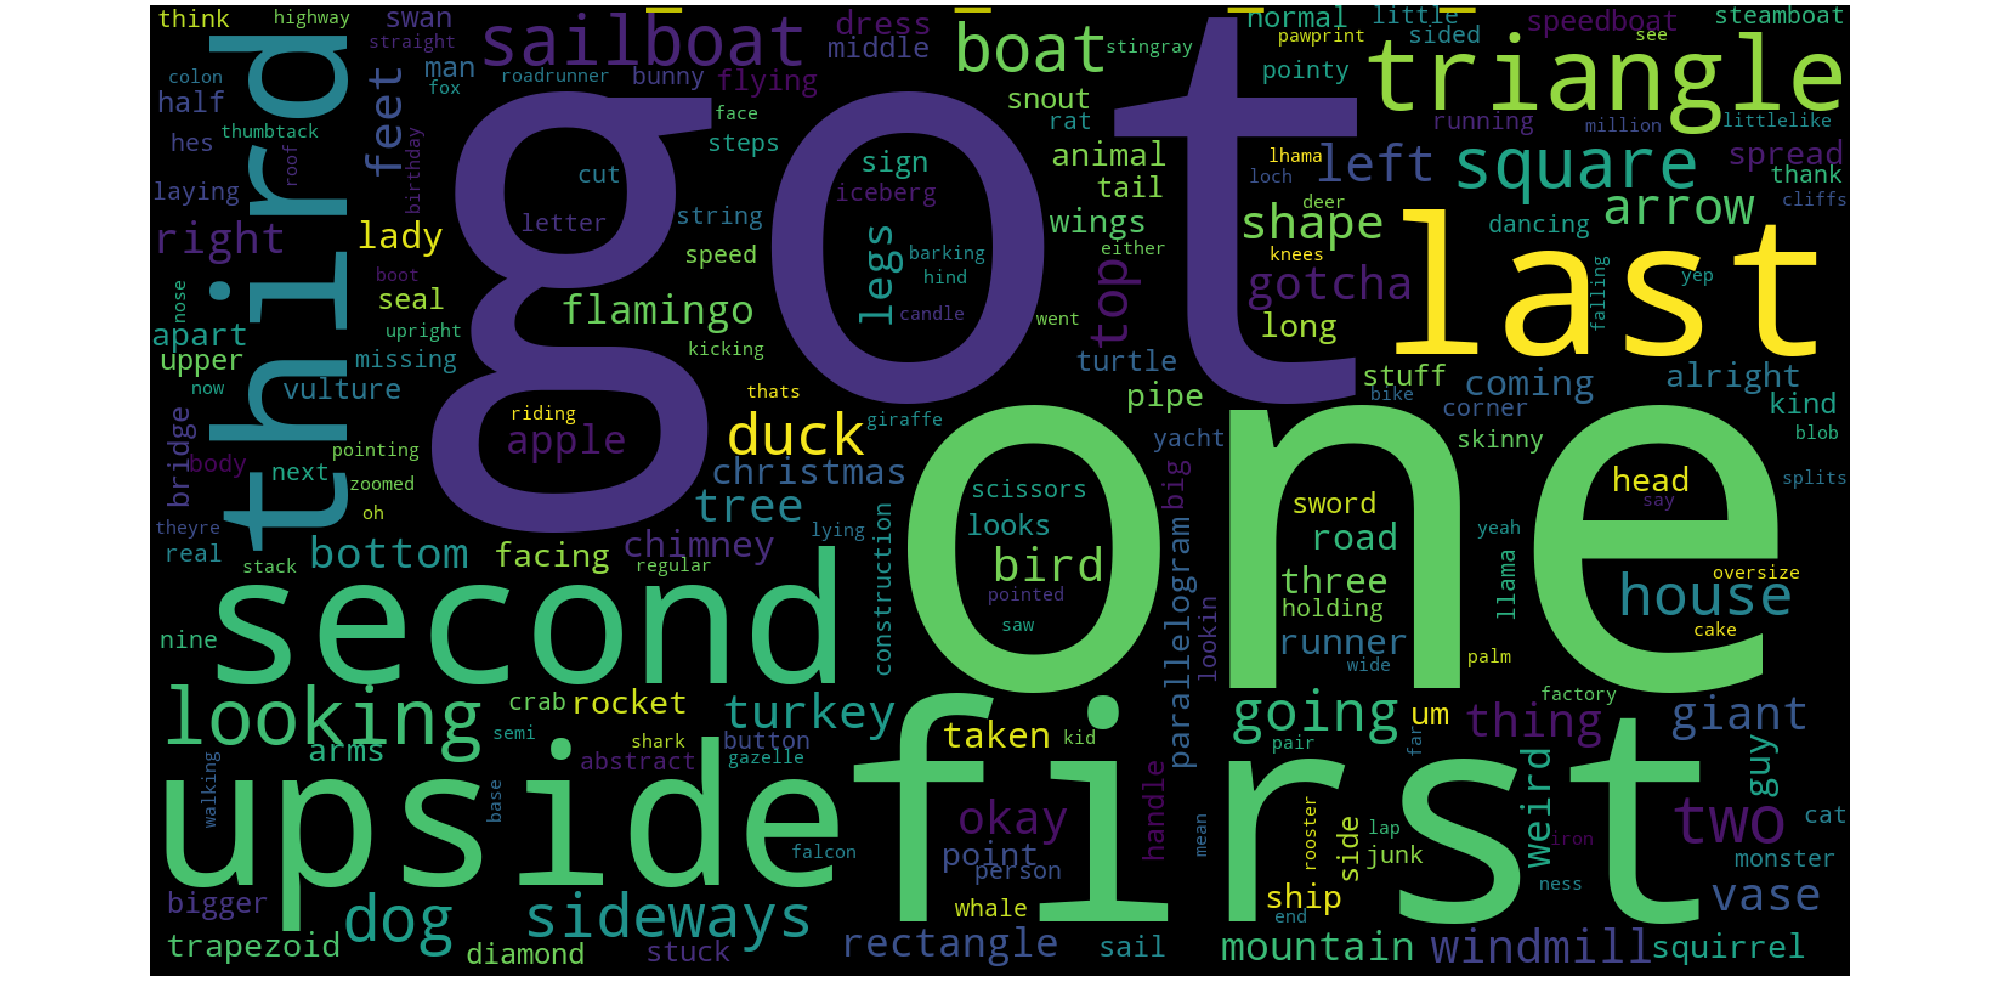 think
highway
swan
sailboat
dress
middle
boat
stingray
normal
little
pawprint
sided
speedboat
see
steamboat
straight
colon
man
fox
roadrunner
bunny
flying
pointy
triangle
half
third
feet
face
snout
rat
running
million
littlelike
thumbtack
hes
roof
birthday
steps
got
animal
lhama
left
square
spread
thank
laying
cut
sign
iceberg
tail
loch
deer
arrow
cliffs
right
lady
letter
string
legs
wings
shape
dancing
boot
speed
barking
hind
either
knees
last
seal
nose
flamingo
candle
top
gotcha
falling
yep
apart
upright
went
long
upper
missing
kicking
turtle
stuff
coming
alright
now
vulture
riding
thats
pipe
bike
corner
kind
bridge
apple
duck
giraffe
yacht
skinny
blob
body
pointing
next
zoomed
christmas
scissors
big
one
head
say
splits
theyre
oh
tree
lying
construction
looks
sword
road
yeah
real
bottom
facing
chimney
regular
bird
parallelogram
three
llama
oversize
stack
second
pointed
holding
house
nine
saw
lookin
runner
wide
palm
cake
looking
crab
rocket
turkey
first
taken
kid
going
um
thing
factory
giant
arms
semi
shark
button
abstract
gazelle
pair
far
guy
walking
base
upside
okay
handle
mean
rooster
side
lap
junk
weird
iron
two
cat
falcon
point
person
monster
bigger
dog
sideways
whale
ship
end
ness
vase
trapezoid
diamond
stuck
rectangle
sail
mountain
windmill
squirrel